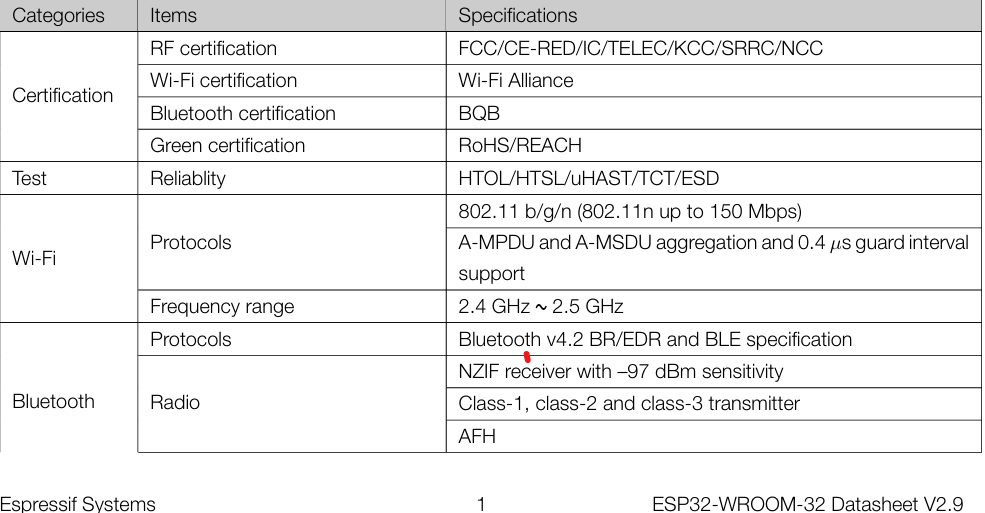 Categories Items Specifications
Certification RF certification FCC/CE-RED/IC/TELEC/KCC/SRRC/NCC
Wi-Fi certification Wi-Fi Alliance
Bluetooth certification BQB
Green certification RoHS/REACH
Test Reliablity HTOL/HTSL/uHAST/TCT/ESD
Wi-Fi Protocols 802.11 b/g/n (802.11n up to 150 Mbps)
A-MPDU and A-MSDU aggregation and 0.4 μs guard interval
support
Frequency range 2.4 GHz ~ 2.5 GHz
Bluetooth Protocols Bluetooth v4.2 BR/EDR and BLE specification
Radio NZIF receiver with –97 dBm sensitivity
Class-1, class-2 and class-3 transmitter
AFH
Espressif Systems 1 ESP32-WROOM-32 Datasheet V2.9